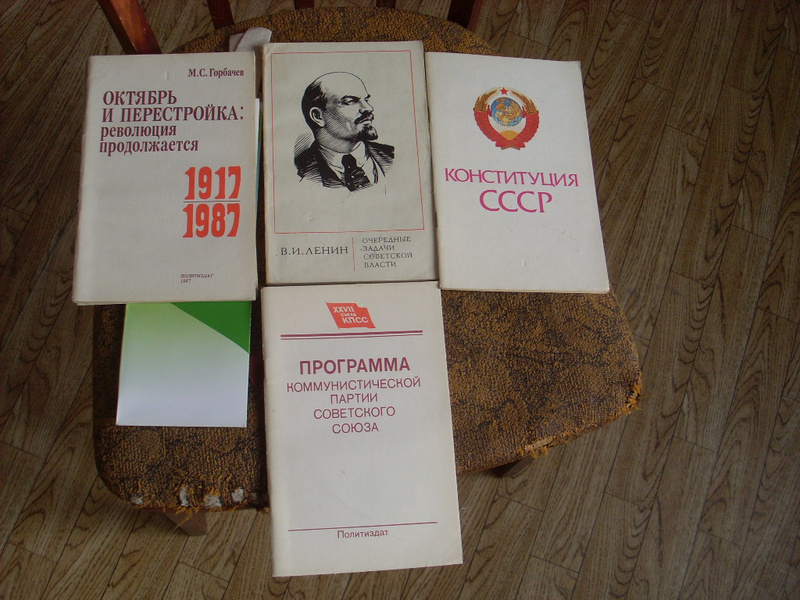 М.С. Горбачев
ОКТЯБРЬ
И ПЕРЕСТРОЙКА:
революция
продолжается
1917
1987
ПОЛИТИЗДАТ
1987
В.И. ЛЕНИН
ОЧЕРЕДНЫЕ
ЗАДАЧИ
СОВЕТСКОЙ
ВЛАСТИ
КОНСТИТУЦИЯ
СССР
XXVII
СЪЕЗД
КПСС
ПРОГРАММА
КОММУНИСТИЧЕСКОЙ
ПАРТИИ
СОВЕТСКОГО
СОЮЗА
Политиздат